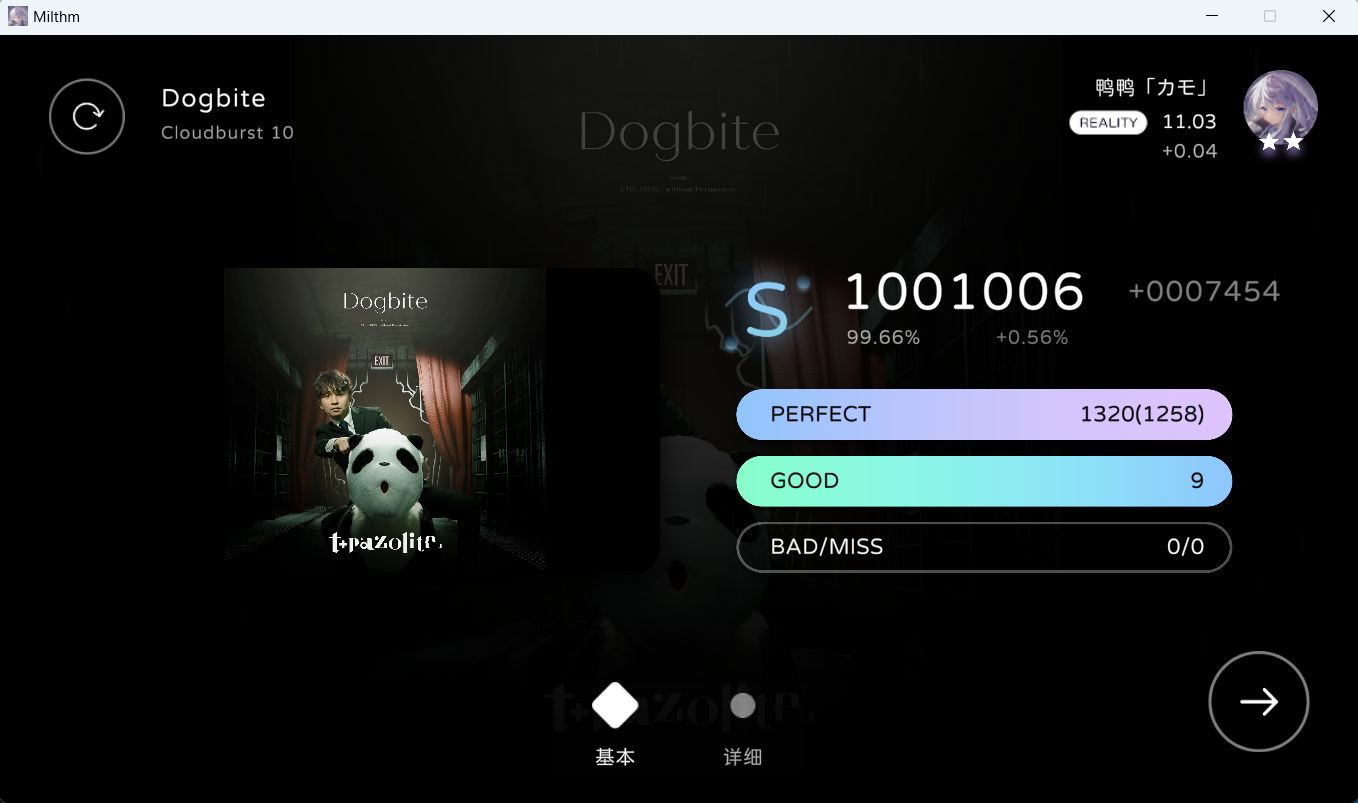 Milthm
Dogbite
Cloudburst 10
鸭鸭「カモ」
REALITY 11.03
+0.04
Dogbite
EXIT
Dogbite
EXIT
t+pazolite
S 1001006 +0007454
99.66% +0.56%
PERFECT 1320(1258)
GOOD 9
BAD/MISS 0/0
t+pazolite
基本 详细